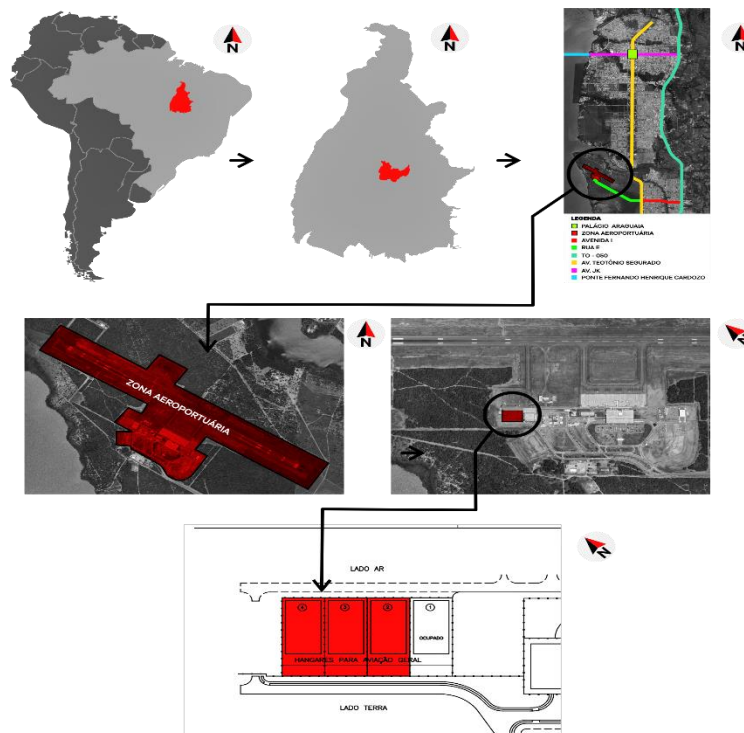 N
N
N
LEGENDA
PALÁCIO ARAGUAIA
ZONA AEROPORTUÁRIA
AVENIDA I
RUA E
TO - 050
AV. TEOTÔNIO SEGURADO
AV. JK
PONTE FERNANDO HENRIQUE CARDOZO
N
N
ZONA AEROPORTUÁRIA
N
LADO AR
4
3
2
1
OCUPADO
HANGARES PARA AVIAÇÃO GERAL
LADO TERRA